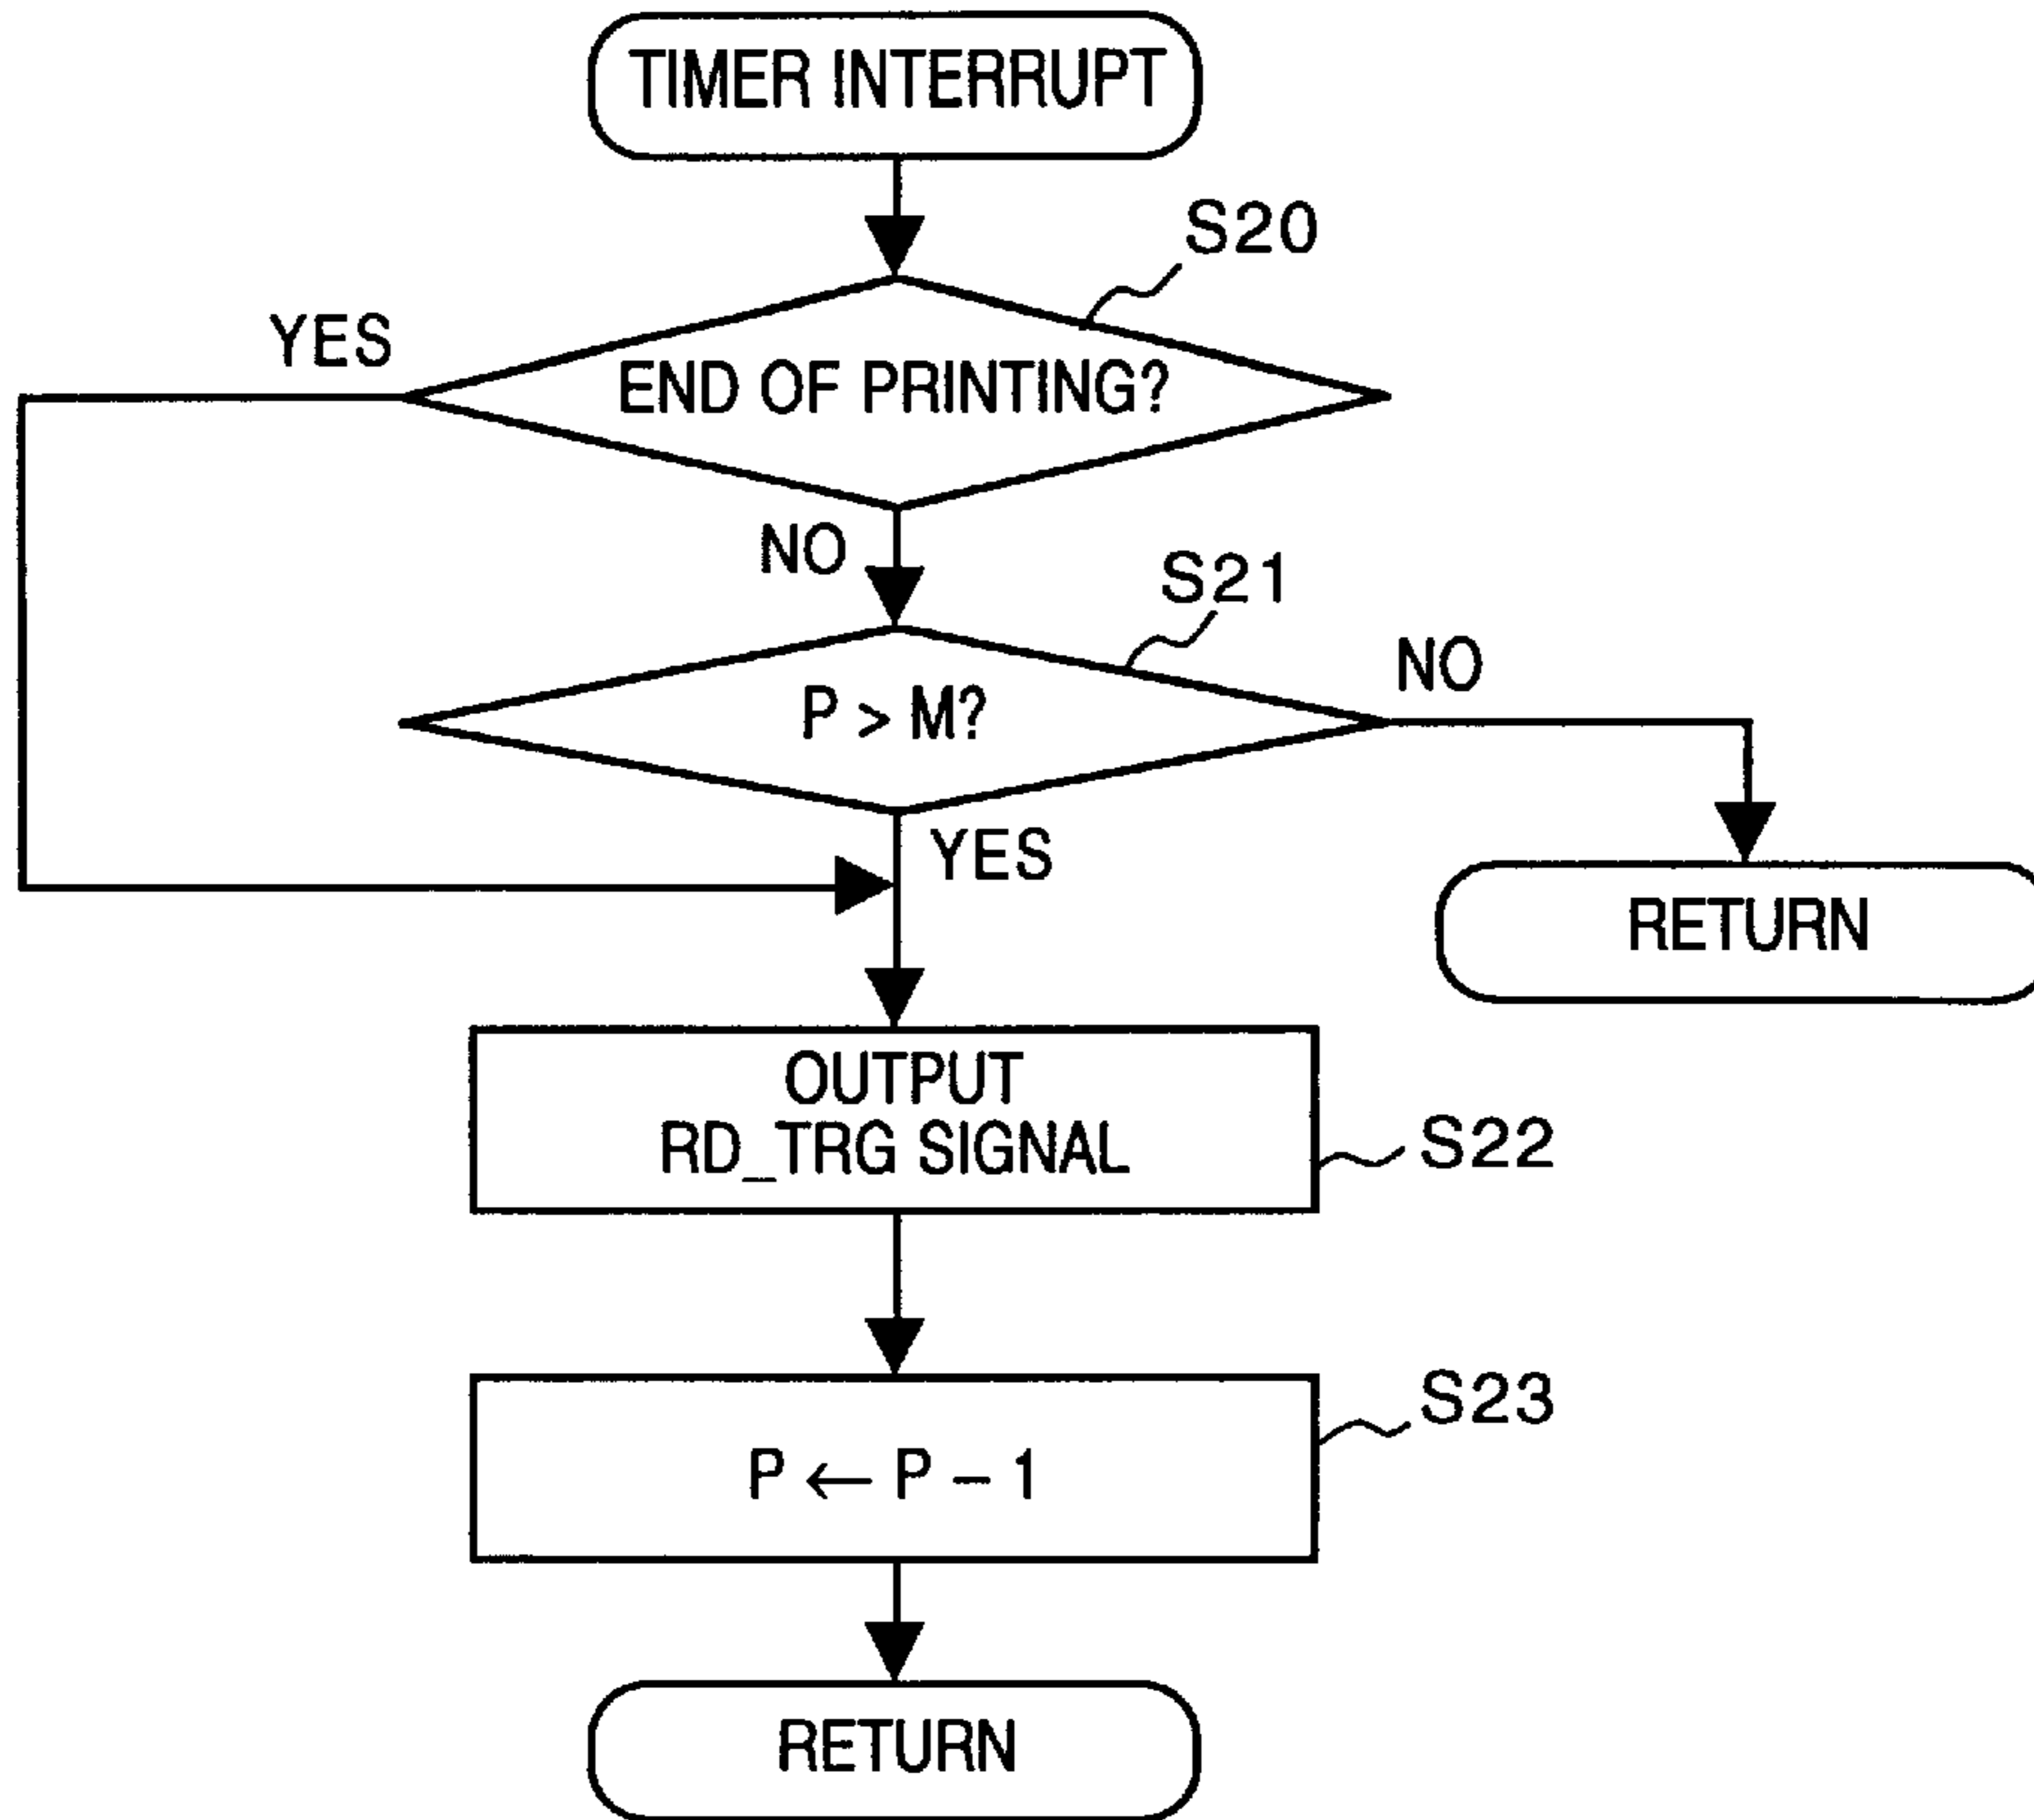 TIMER INTERRUPT
S20
YES
END OF PRINTING?
NO
S21
NO
P > M?
YES
RETURN
OUTPUT
RD_TRG SIGNAL
S22
S23
P ← P − 1
RETURN